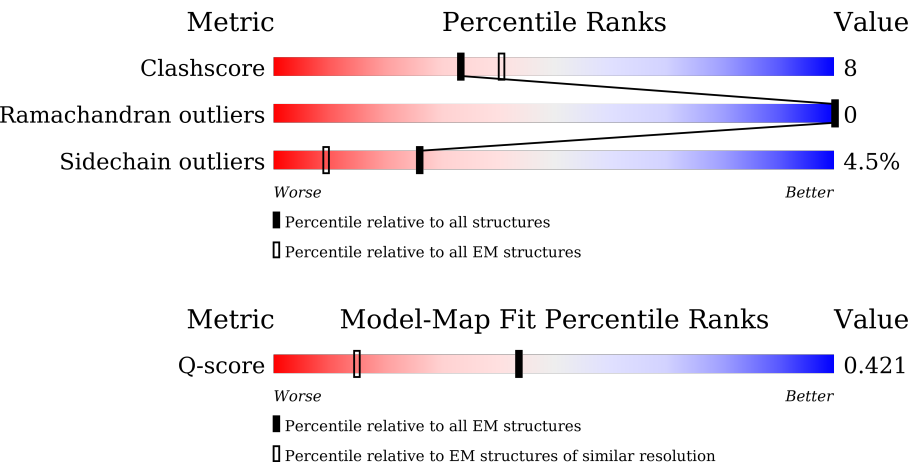 Metric Percentile Ranks Value
Clashscore 8
Ramachandran outliers 0
Sidechain outliers 4.5%
Worse Better
Percentile relative to all structures
Percentile relative to all EM structures
Metric Model-Map Fit Percentile Ranks Value
Q-score 0.421
Worse Better
Percentile relative to all EM structures
Percentile relative to EM structures of similar resolution